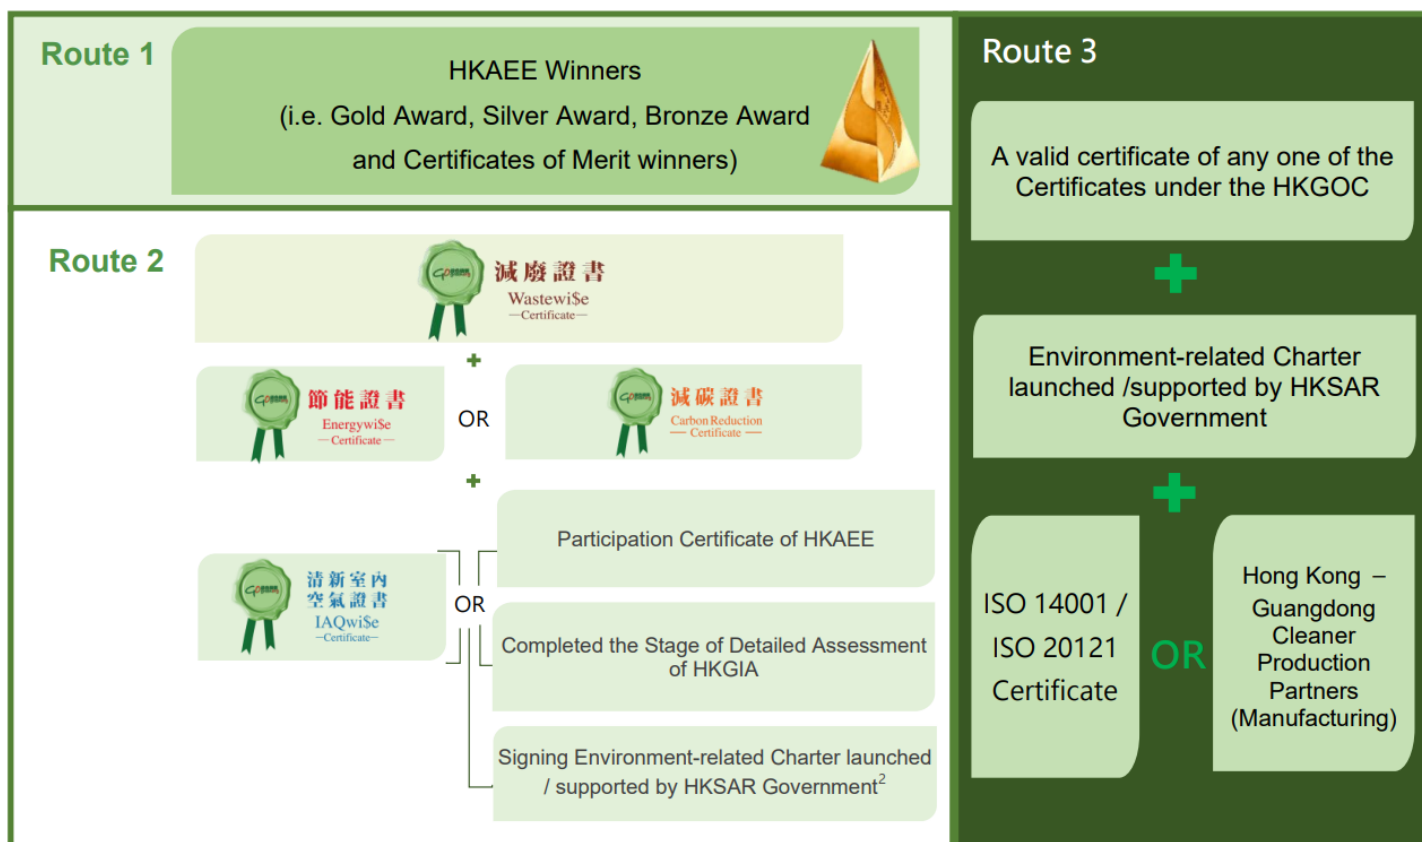 Route 1
HKAEE Winners
(i.e. Gold Award, Silver Award, Bronze Award
and Certificates of Merit winners)
Route 2
減廢證書
Wastewi$e
—Certificate—
+
節能證書
Energywi$e
—Certificate—
OR
減碳證書
Carbon Reduction
— Certificate —
+
清新室內
空氣證書
IAQwi$e
—Certificate—
OR
Participation Certificate of HKAEE
Completed the Stage of Detailed Assessment
of HKGIA
Signing Environment-related Charter launched
/ supported by HKSAR Government2
Route 3
A valid certificate of any one of the
Certificates under the HKGOC
+
Environment-related Charter
launched /supported by HKSAR
Government
+
ISO 14001 /
ISO 20121
Certificate
OR
Hong Kong –
Guangdong
Cleaner
Production
Partners
(Manufacturing)